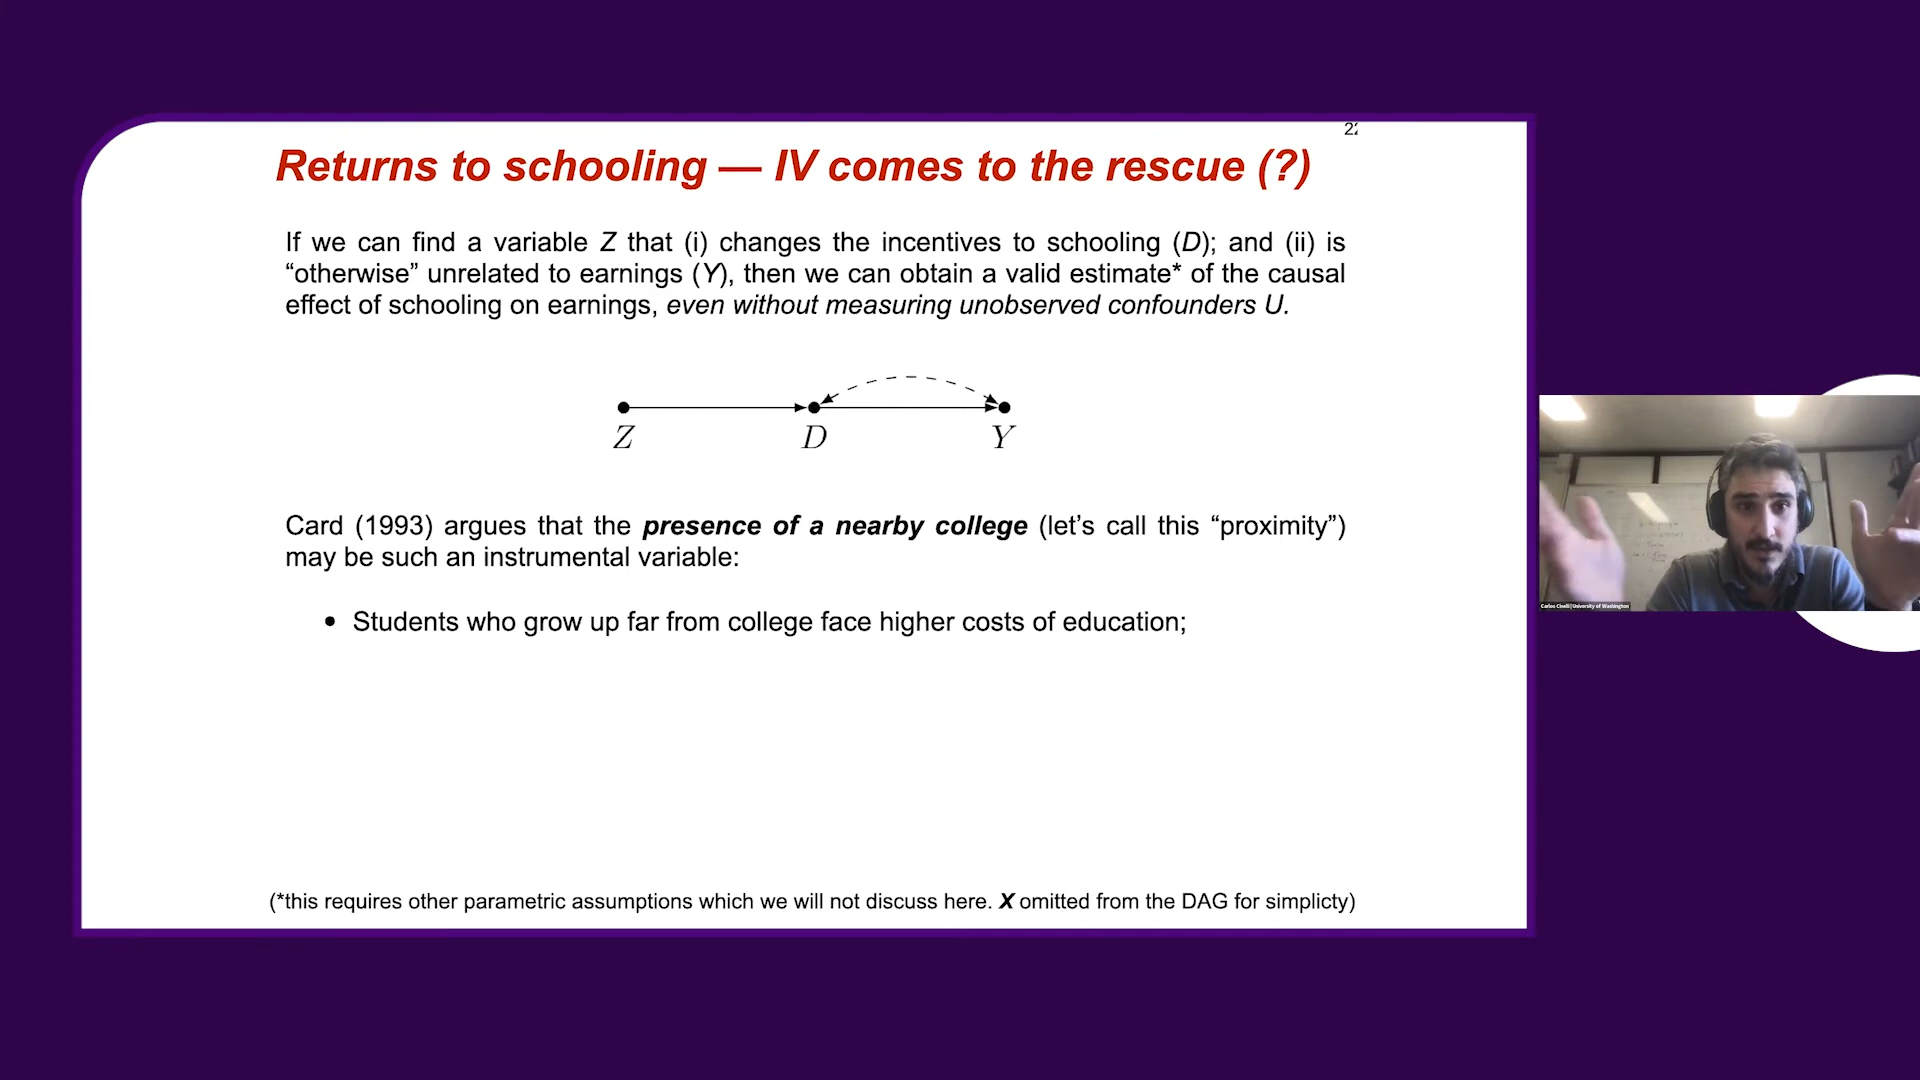 22
Returns to schooling — IV comes to the rescue (?)
If we can find a variable Z that (i) changes the incentives to schooling (D); and (ii) is
“otherwise” unrelated to earnings (Y), then we can obtain a valid estimate* of the causal
effect of schooling on earnings, even without measuring unobserved confounders U.
Z D Y
Card (1993) argues that the presence of a nearby college (let’s call this “proximity”)
may be such an instrumental variable:
• Students who grow up far from college face higher costs of education;
(*this requires other parametric assumptions which we will not discuss here. X omitted from the DAG for simplicty)
Carlos Cinelli | University of Washington